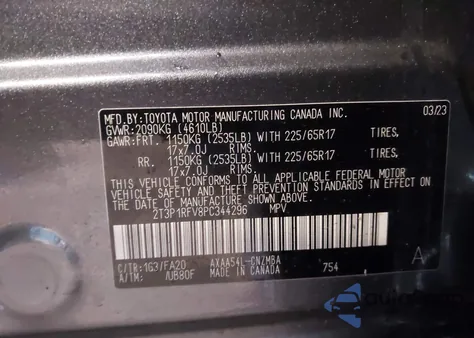 MFD.BY:TOYOTA MOTOR MANUFACTURING CANADA INC. 03/23
GVWR:2090KG (4610LB)
GAWR:FRT. 1150KG (2535LB) WITH 225/65R17 TIRES,
17x7.0J RIMS,
RR. 1150KG (2535LB) WITH 225/65R17 TIRES,
17x7.0J RIMS,
THIS VEHICLE CONFORMS TO ALL APPLICABLE FEDERAL MOTOR
VEHICLE SAFETY AND THEFT PREVENTION STANDARDS IN EFFECT ON
THE DATE OF MANUFACTURE SHOWN ABOVE.
2T3P1RFV8PC344296 MPV
C/TR:1G3/FA20 AXAA54L-CNZMBA
A/TM: /UB80F MADE IN CANADA 754 A